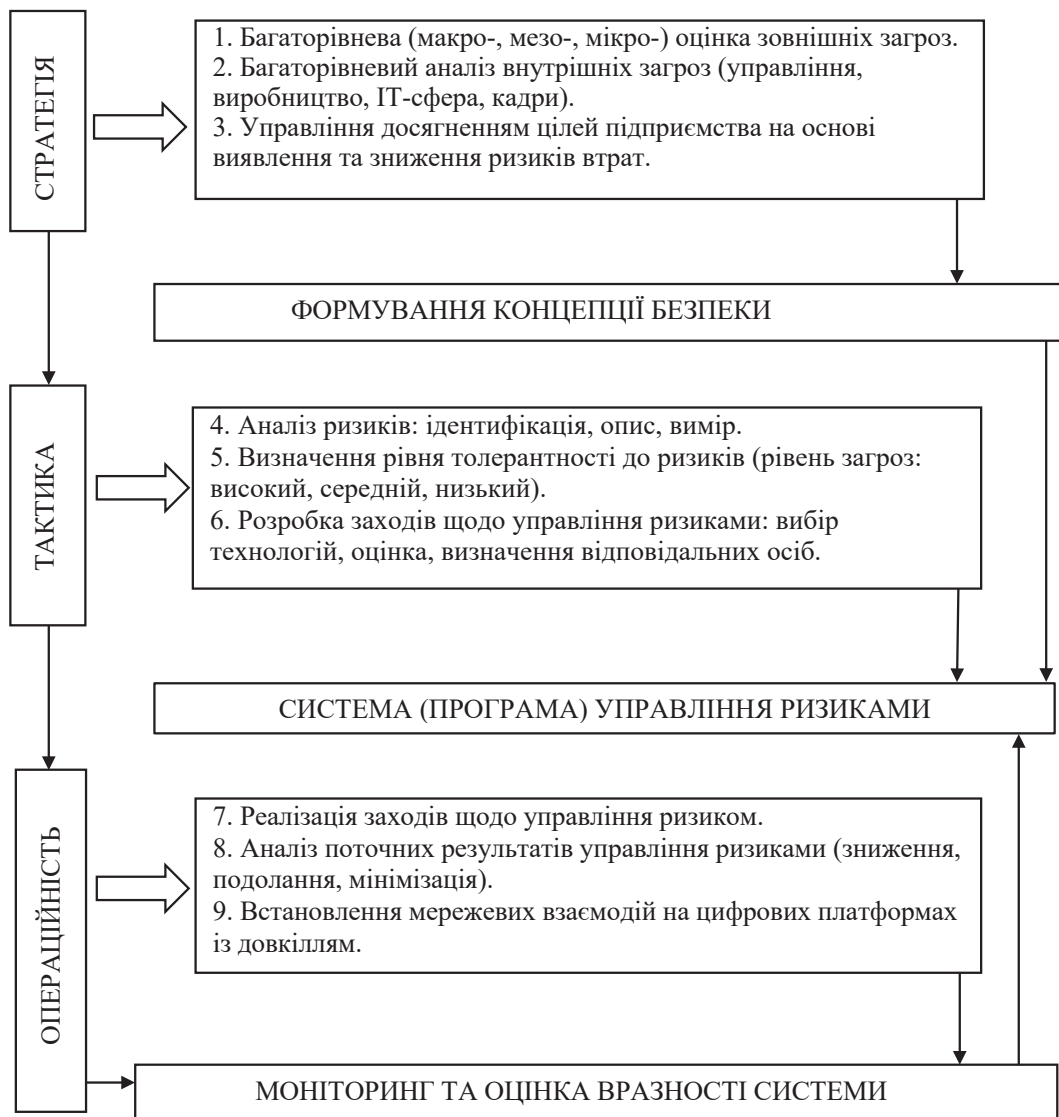 СТРАТЕГІЯ
1. Багаторівнева (макро-, мезо-, мікро-) оцінка зовнішніх загроз.
2. Багаторівневий аналіз внутрішніх загроз (управління,
виробництво, ІТ-сфера, кадри).
3. Управління досягненням цілей підприємства на основі
виявлення та зниження ризиків втрат.
ФОРМУВАННЯ КОНЦЕПЦІЇ БЕЗПЕКИ
ТАКТИКА
4. Аналіз ризиків: ідентифікація, опис, вимір.
5. Визначення рівня толерантності до ризиків (рівень загроз:
високий, середній, низький).
6. Розробка заходів щодо управління ризиками: вибір
технологій, оцінка, визначення відповідальних осіб.
СИСТЕМА (ПРОГРАМА) УПРАВЛІННЯ РИЗИКАМИ
ОПЕРАЦІЙНІСТЬ
7. Реалізація заходів щодо управління ризиком.
8. Аналіз поточних результатів управління ризиками (зниження,
подолання, мінімізація).
9. Встановлення мережевих взаємодій на цифрових платформах
із довкіллям.
МОНІТОРИНГ ТА ОЦІНКА ВРАЗНОСТІ СИСТЕМИ